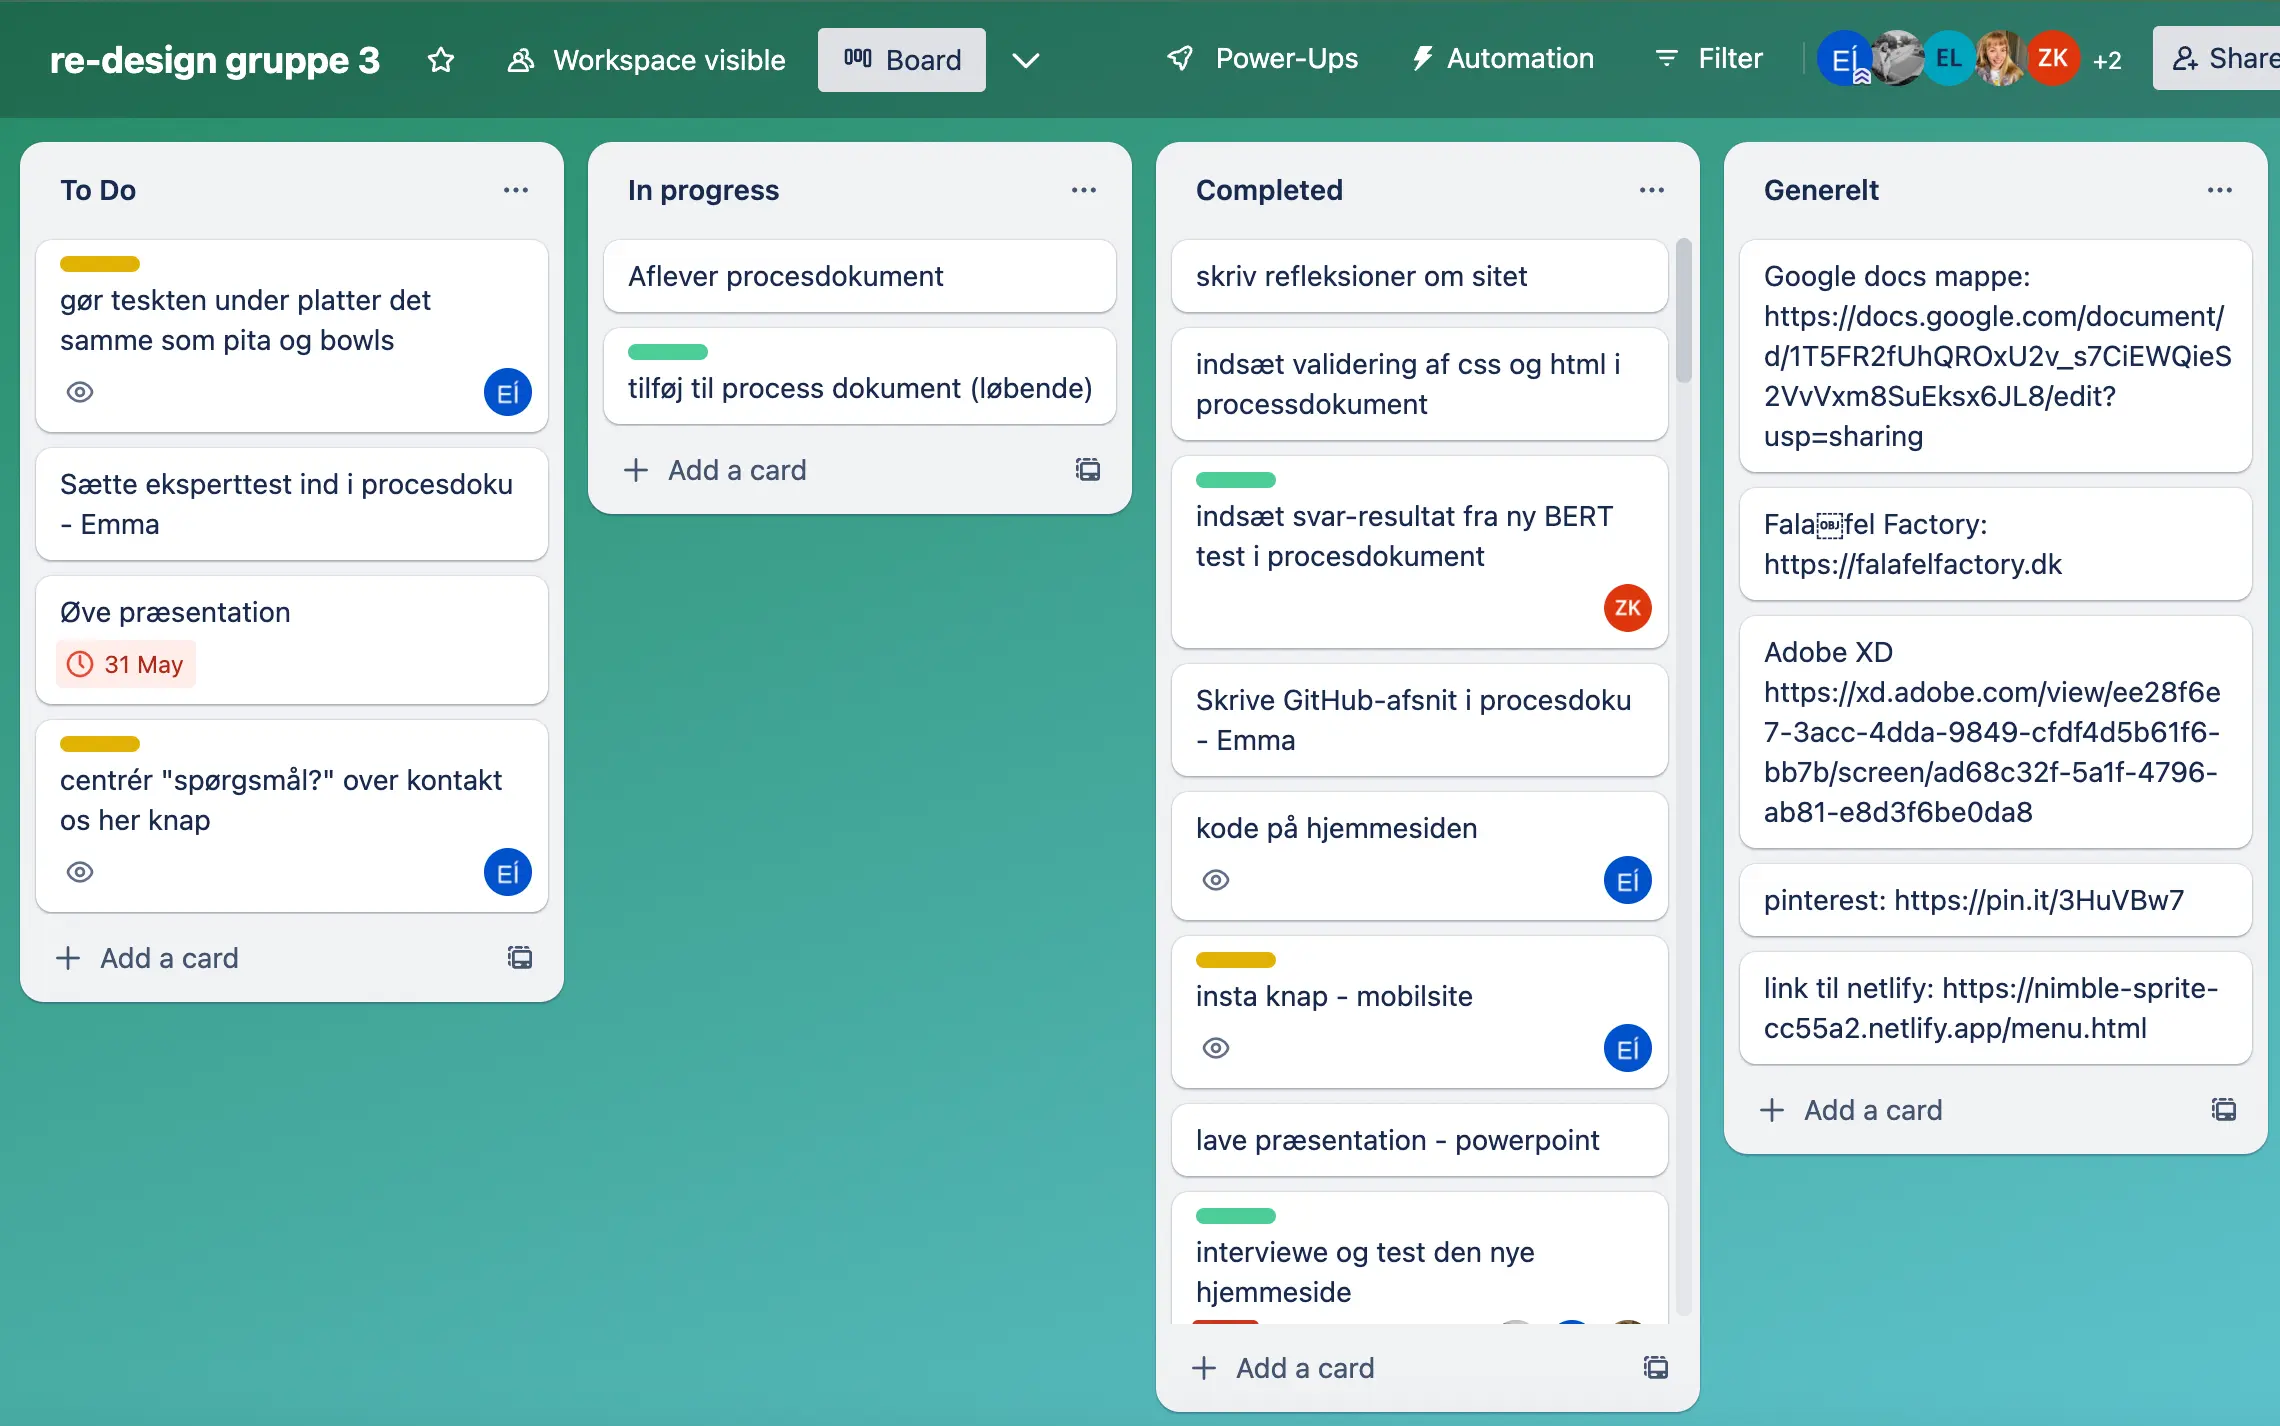 re-design gruppe 3
Workspace visible
Board
Power-Ups
Automation
Filter
EÍ
EL
ZK
+2
Share
To Do
gør teskten under platter det
samme som pita og bowls
EÍ
Sætte eksperttest ind i procesdoku
- Emma
Øve præsentation
31 May
centrér "spørgsmål?" over kontakt
os her knap
EÍ
Add a card
In progress
Aflever procesdokument
tilføj til process dokument (løbende)
Add a card
Completed
skriv refleksioner om sitet
indsæt validering af css og html i
processdokument
indsæt svar-resultat fra ny BERT
test i procesdokument
ZK
Skrive GitHub-afsnit i procesdoku
- Emma
kode på hjemmesiden
EÍ
insta knap - mobilsite
EÍ
lave præsentation - powerpoint
interviewe og test den nye
hjemmeside
Add a card
Generelt
Google docs mappe:
https://docs.google.com/document/
d/1T5FR2fUhQROxU2v_s7CiEWQieS
2VvVxm8SuEksx6JL8/edit?
usp=sharing
Fala￼fel Factory:
https://falafelfactory.dk
Adobe XD
https://xd.adobe.com/view/ee28f6e
7-3acc-4dda-9849-cfdf4d5b61f6-
bb7b/screen/ad68c32f-5a1f-4796-
ab81-e8d3f6be0da8
pinterest: https://pin.it/3HuVBw7
link til netlify: https://nimble-sprite-
cc55a2.netlify.app/menu.html
Add a card